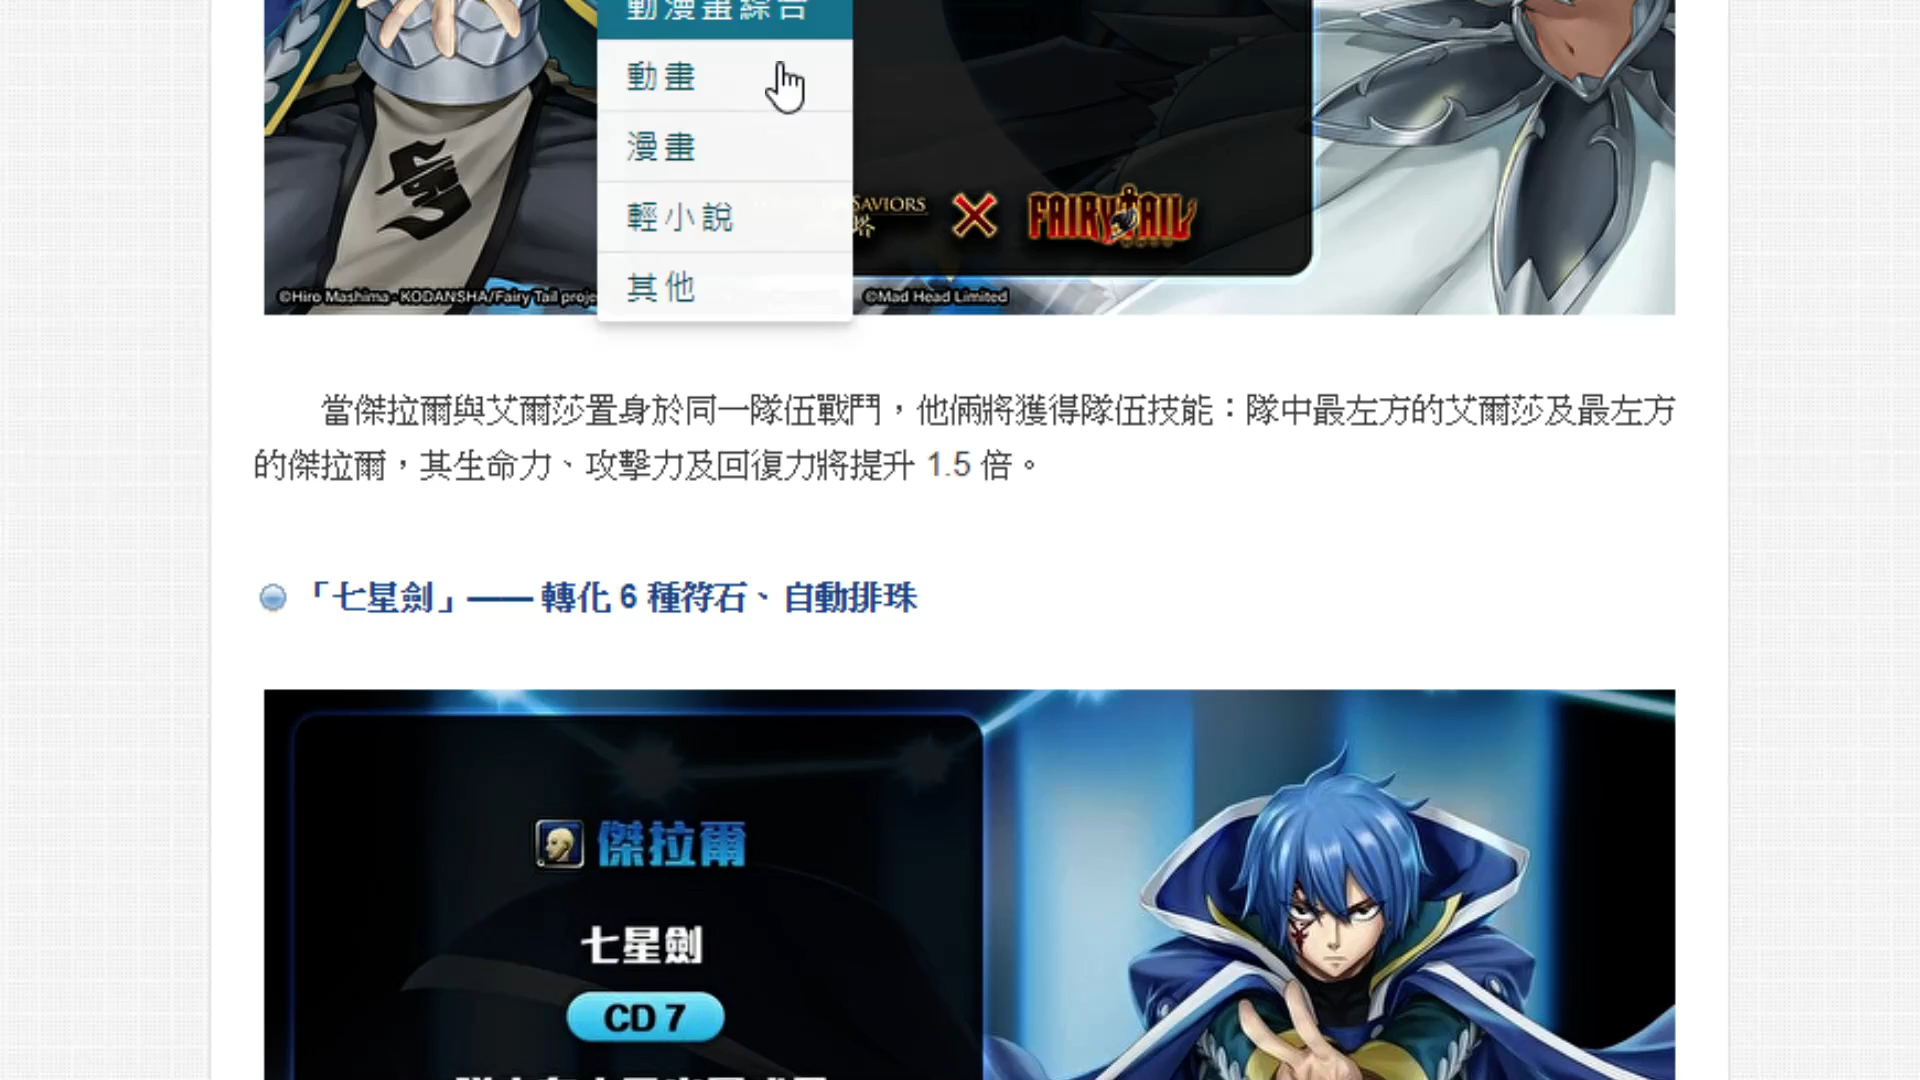 動漫畫綜合
動畫
漫畫
輕小說
SAVIORS
塔
FAIRY TAIL
其他
©Hiro Mashima · KODANSHA/Fairy Tail proje
©Mad Head Limited
當傑拉爾與艾爾莎置身於同一隊伍戰鬥，他倆將獲得隊伍技能：隊中最左方的艾爾莎及最左方
的傑拉爾，其生命力、攻擊力及回復力將提升 1.5 倍。
「七星劍」—— 轉化 6 種符石、自動排珠
傑拉爾
七星劍
CD 7